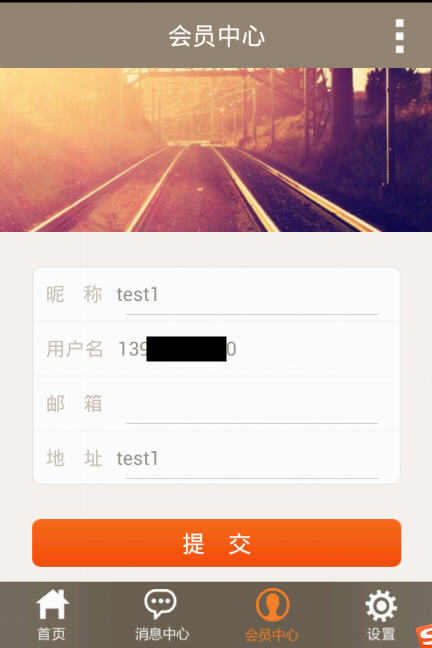 会员中心
昵 称 test1
用户名 139 0
邮 箱
地 址 test1
提 交
首页 消息中心 会员中心 设置